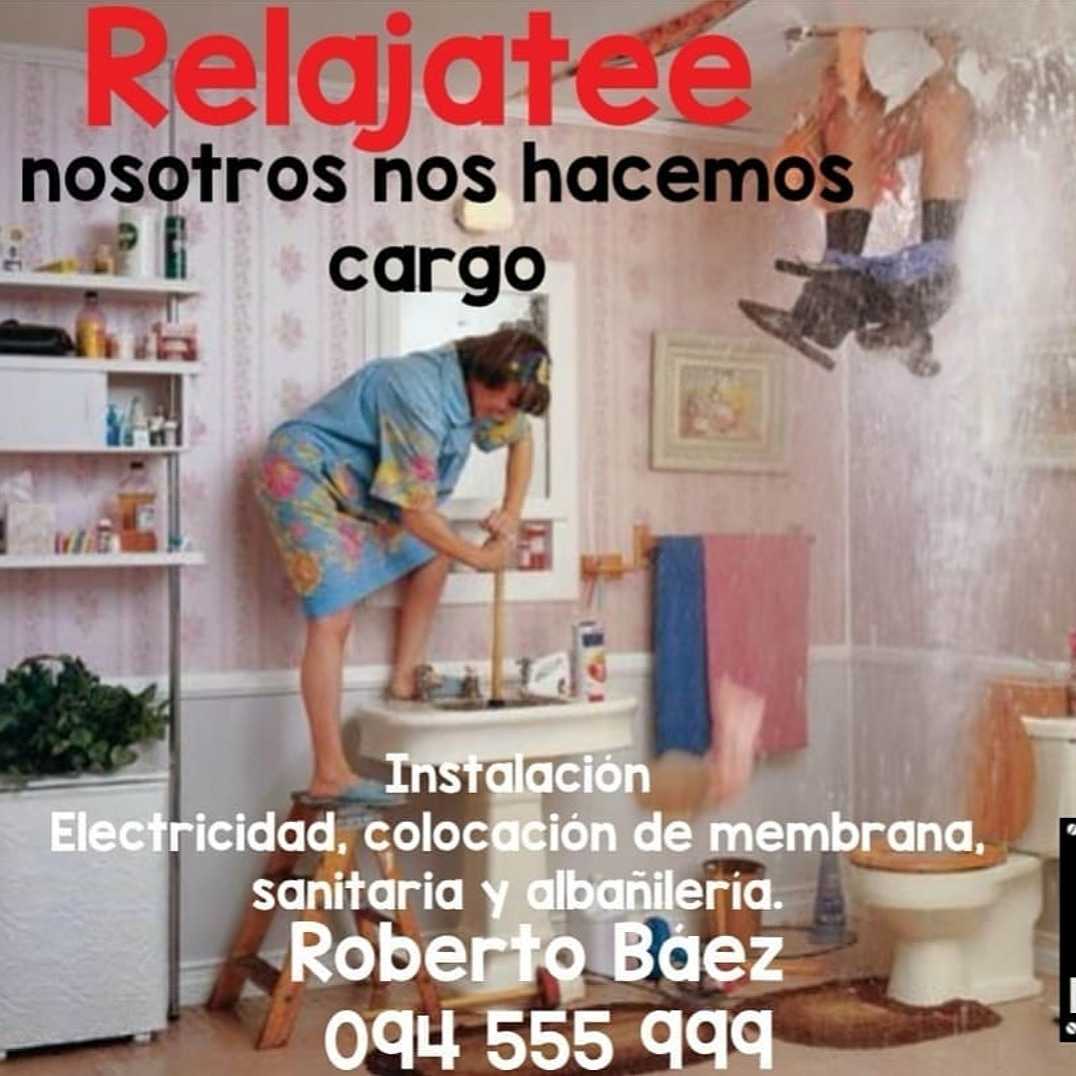 Relajatee
nosotros nos hacemos
cargo
Instalación
Electricidad, colocación de membrana,
sanitaria y albañilería.
Roberto Báez
094 555 999